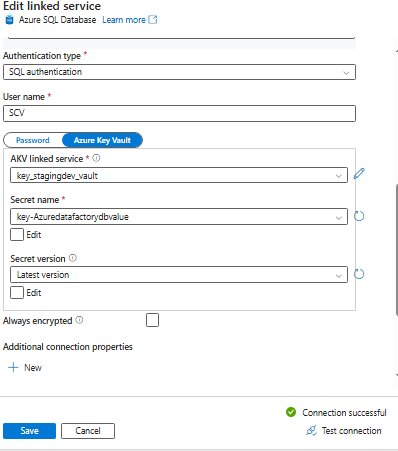 Edit linked service
Azure SQL Database Learn more
Authentication type *
SQL authentication
User name *
SCV
Password Azure Key Vault
AKV linked service *
key_stagingdev_vault
Secret name *
key-Azuredatafactorydbvalue
Edit
Secret version
Latest version
Edit
Always encrypted
Additional connection properties
New
Connection successful
Save Cancel Test connection